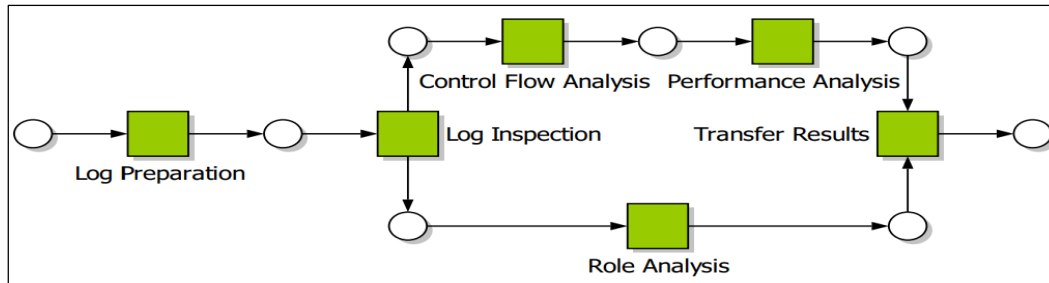 Control Flow Analysis
Performance Analysis
Log Inspection
Transfer Results
Log Preparation
Role Analysis